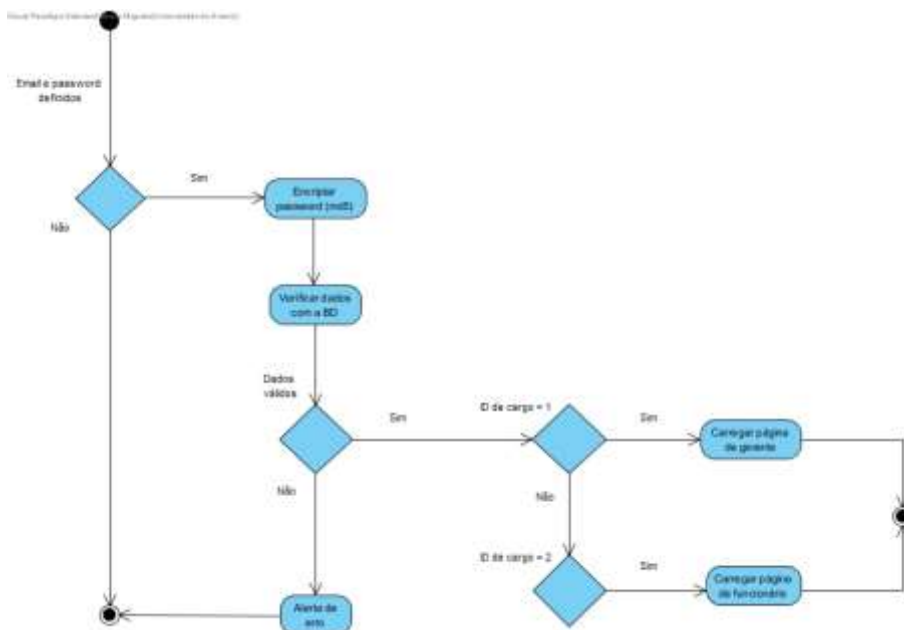 Email e password
definidos
Sim
Encriptar
password (md5)
Não
Verificar dados
com a BD
Dados
válidos
Sim
ID de cargo = 1
Sim
Carregar página
de gerente
Não
Não
ID de cargo = 2
Sim
Carregar página
de funcionário
Alerta de
erro